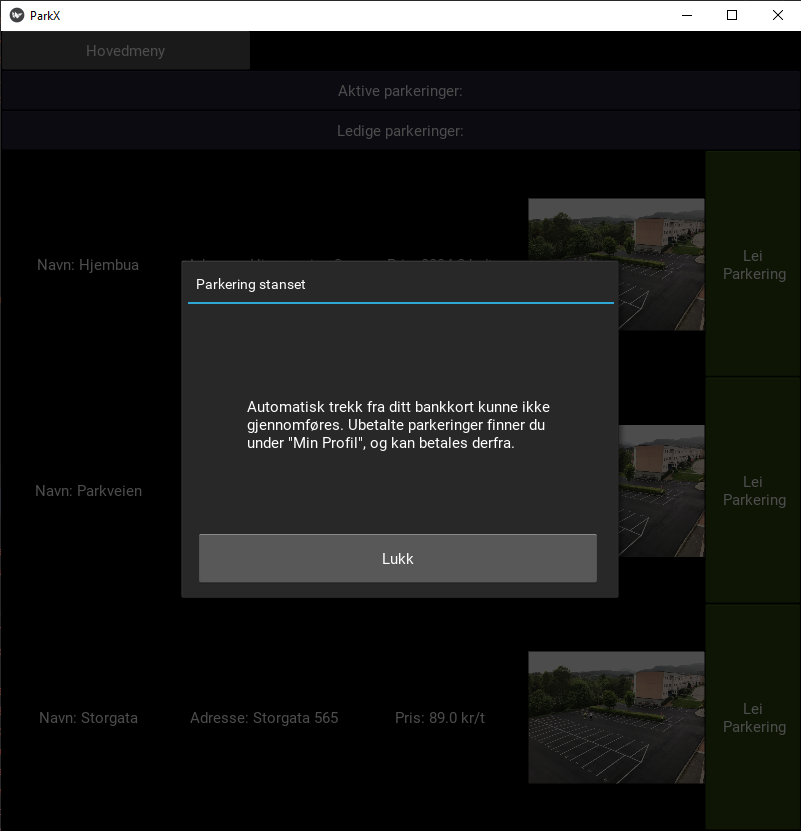 ParkX
Hovedmeny
Aktive parkeringer:
Ledige parkeringer:
Navn: Hjembua
Lei
Parkering
Parkering stanset
Automatisk trekk fra ditt bankkort kunne ikke
gjennomføres. Ubetalte parkeringer finner du
under "Min Profil", og kan betales derfra.
Navn: Parkveien
Lei
Parkering
Lukk
Navn: Storgata
Adresse: Storgata 565
Pris: 89.0 kr/t
Lei
Parkering